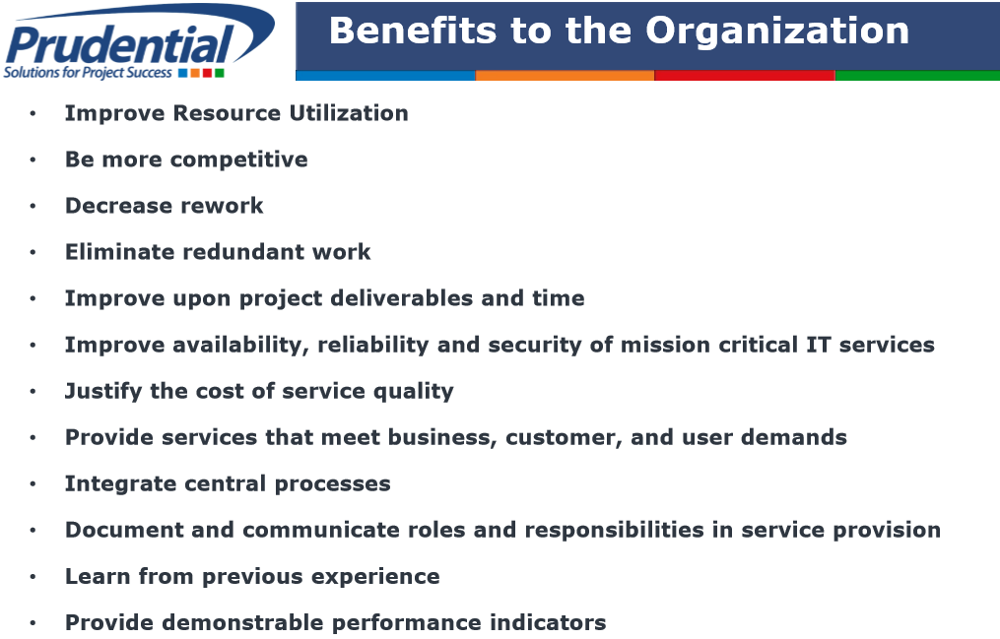 Prudential
Solutions for Project Success
Benefits to the Organization
• Improve Resource Utilization
• Be more competitive
• Decrease rework
• Eliminate redundant work
• Improve upon project deliverables and time
• Improve availability, reliability and security of mission critical IT services
• Justify the cost of service quality
• Provide services that meet business, customer, and user demands
• Integrate central processes
• Document and communicate roles and responsibilities in service provision
• Learn from previous experience
• Provide demonstrable performance indicators